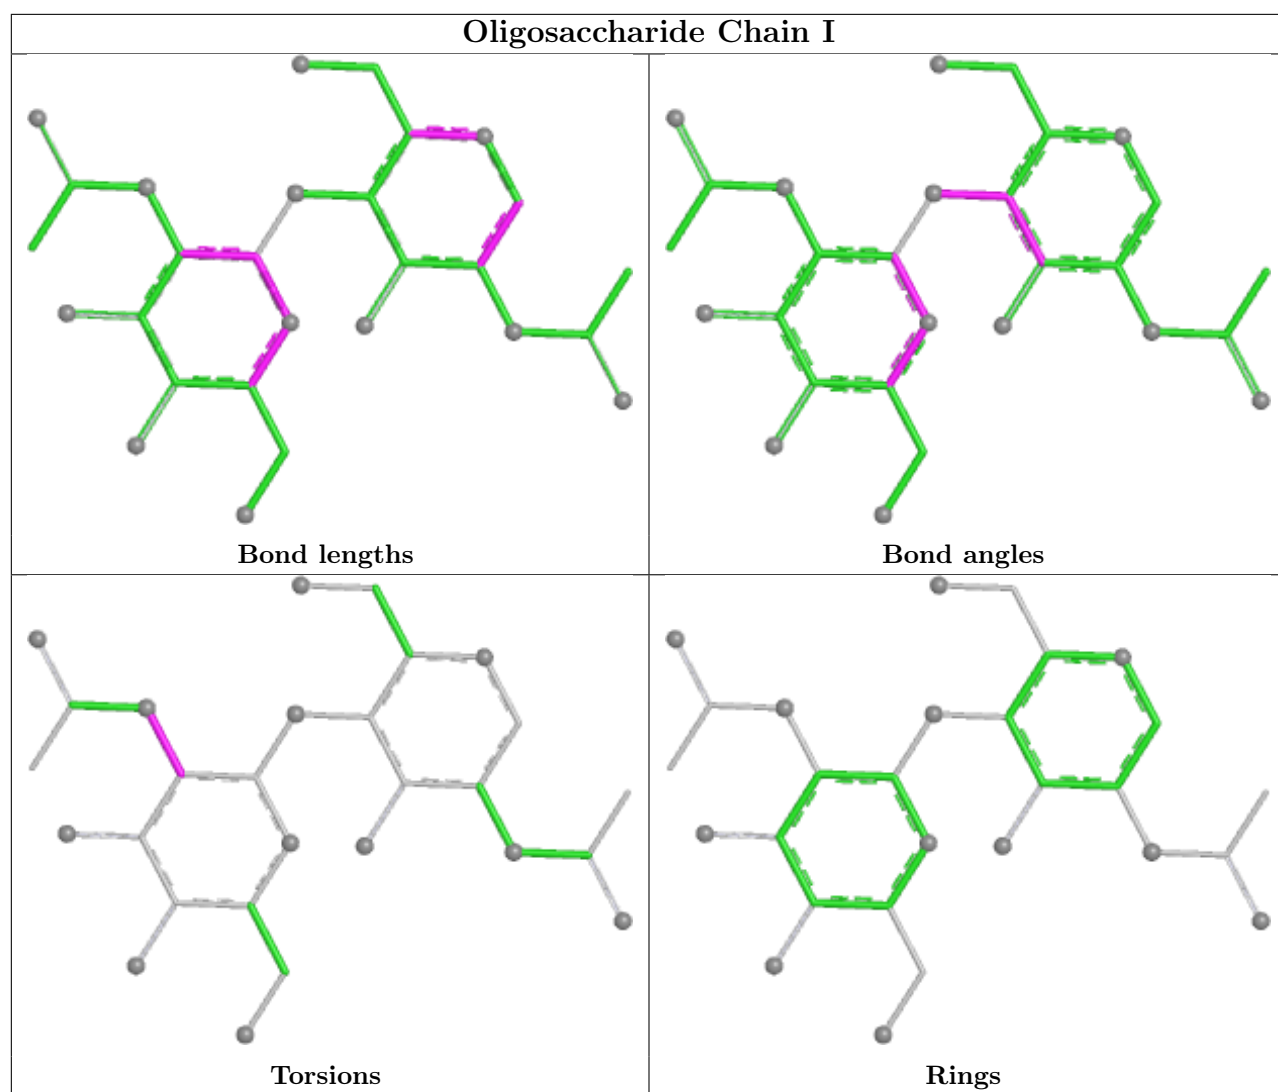 Oligosaccharide Chain I
Bond lengths
Bond angles
Torsions
Rings